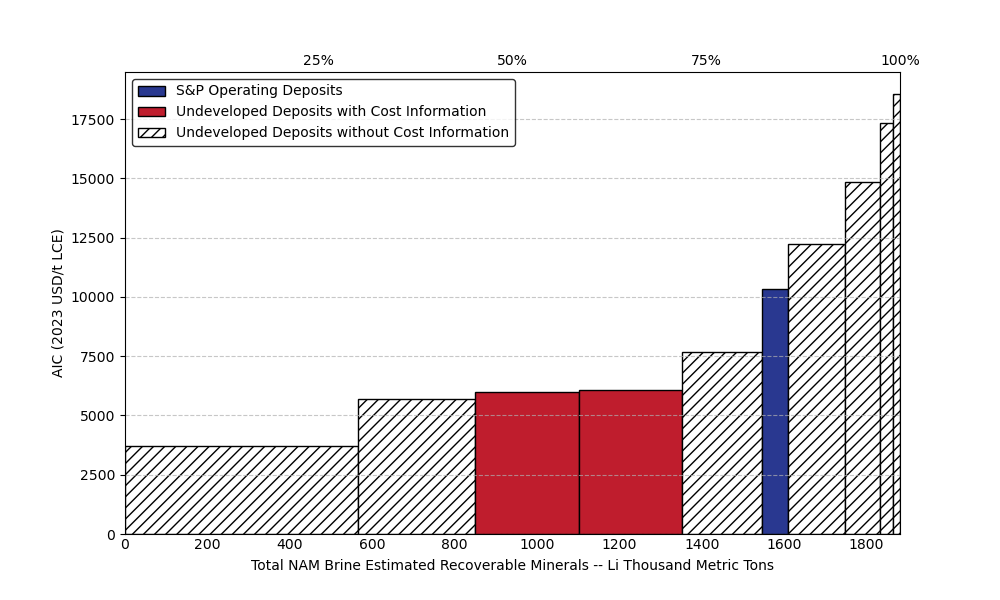 25% 50% 75% 100%
S&P Operating Deposits
Undeveloped Deposits with Cost Information
Undeveloped Deposits without Cost Information
17500
15000
12500
10000
7500
5000
2500
0
AIC (2023 USD/t LCE)
0 200 400 600 800 1000 1200 1400 1600 1800
Total NAM Brine Estimated Recoverable Minerals -- Li Thousand Metric Tons